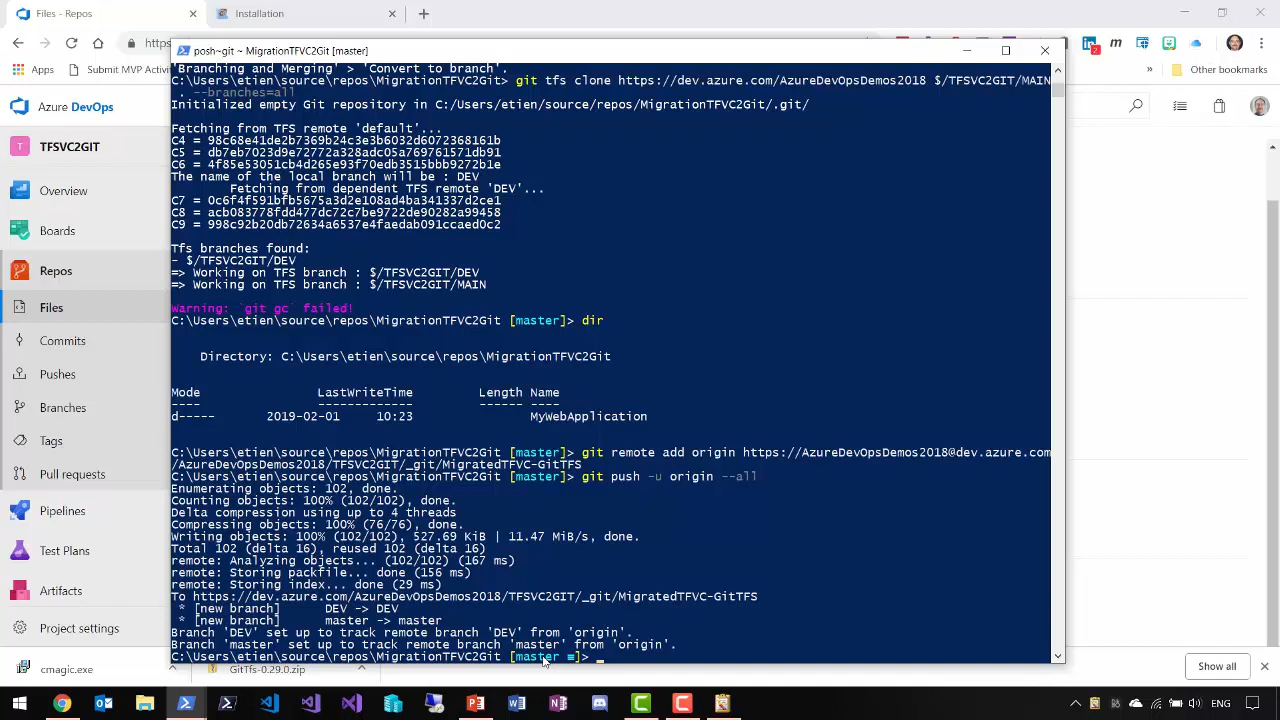 Files - Repos
Installation
https
Apps
Submit MVP Activiti
Other bookmarks
posh~git ~ MigrationTFVC2Git [master]
Azure DevOps
TFSVC2GIT
Overview
Boards
Repos
Files
Commits
Pushes
Branches
Tags
Pull requests
Pipelines
Test Plans
Artifacts
Project settings
'Branching and Merging' > 'Convert to branch'.
C:\Users\etien\source\repos\MigrationTFVC2Git> git tfs clone https://dev.azure.com/AzureDevOpsDemos2018 $/TFSVC2GIT/MAIN
. --branches=all
Initialized empty Git repository in C:/Users/etien/source/repos/MigrationTFVC2Git/.git/
Fetching from TFS remote 'default'...
C4 = 98c68e41de2b7369b24c3e3b6032d6072368161b
C5 = db7eb7023d9e72772a328adc05a769761571db91
C6 = 4f85e53051cb4d265e93f70edb3515bbb9272b1e
The name of the local branch will be : DEV
Fetching from dependent TFS remote 'DEV'...
C7 = 0c6f4f591bfb5675a3d2e108ad4ba341337d2ce1
C8 = acb083778fdd477dc72c7be9722de90282a99458
C9 = 998c92b20db72634a6537e4faedab091ccaed0c2
Tfs branches found:
- $/TFSVC2GIT/DEV
=> Working on TFS branch : $/TFSVC2GIT/DEV
=> Working on TFS branch : $/TFSVC2GIT/MAIN
Warning: `git gc` failed!
C:\Users\etien\source\repos\MigrationTFVC2Git [master]> dir
Directory: C:\Users\etien\source\repos\MigrationTFVC2Git
Mode LastWriteTime Length Name
---- ------------- ------ ----
d----- 2019-02-01 10:23 MyWebApplication
C:\Users\etien\source\repos\MigrationTFVC2Git [master]> git remote add origin https://AzureDevOpsDemos2018@dev.azure.com
/AzureDevOpsDemos2018/TFSVC2GIT/_git/MigratedTFVC-GitTFS
C:\Users\etien\source\repos\MigrationTFVC2Git [master]> git push -u origin --all
Enumerating objects: 102, done.
Counting objects: 100% (102/102), done.
Delta compression using up to 4 threads
Compressing objects: 100% (76/76), done.
Writing objects: 100% (102/102), 527.69 KiB | 11.47 MiB/s, done.
Total 102 (delta 16), reused 102 (delta 16)
remote: Analyzing objects... (102/102) (167 ms)
remote: Storing packfile... done (156 ms)
remote: Storing index... done (29 ms)
To https://dev.azure.com/AzureDevOpsDemos2018/TFSVC2GIT/_git/MigratedTFVC-GitTFS
* [new branch] DEV -> DEV
* [new branch] master -> master
Branch 'DEV' set up to track remote branch 'DEV' from 'origin'.
Branch 'master' set up to track remote branch 'master' from 'origin'.
C:\Users\etien\source\repos\MigrationTFVC2Git [master ≡]>
cmagic.exe
GitTfs-0.29.0.zip
Show all